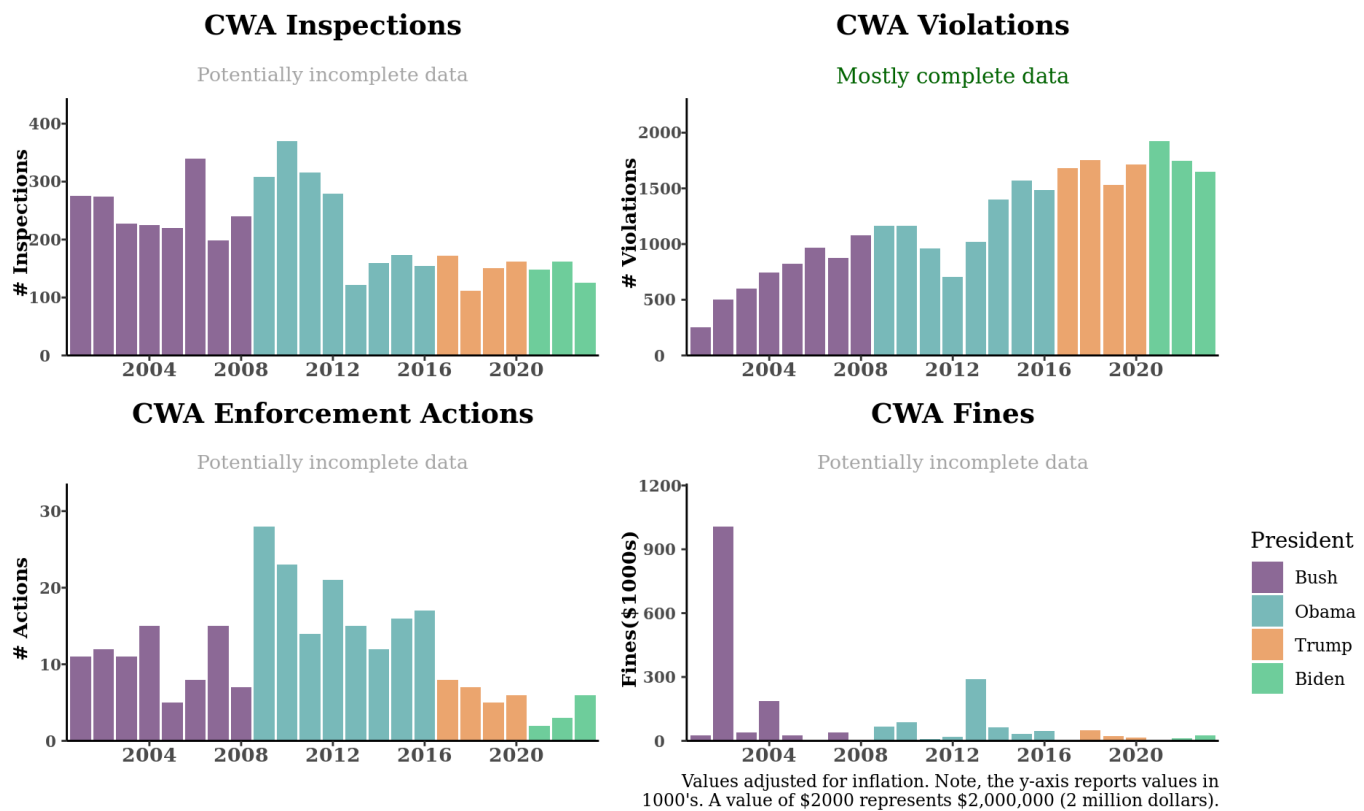 CWA Inspections
Potentially incomplete data
# Inspections
400
300
200
100
0
2004 2008 2012 2016 2020
CWA Violations
Mostly complete data
# Violations
2000
1500
1000
500
0
2004 2008 2012 2016 2020
CWA Enforcement Actions
Potentially incomplete data
# Actions
30
20
10
0
2004 2008 2012 2016 2020
CWA Fines
Potentially incomplete data
Fines($1000s)
1200
900
600
300
0
2004 2008 2012 2016 2020
President
Bush
Obama
Trump
Biden
Values adjusted for inflation. Note, the y-axis reports values in
1000's. A value of $2000 represents $2,000,000 (2 million dollars).